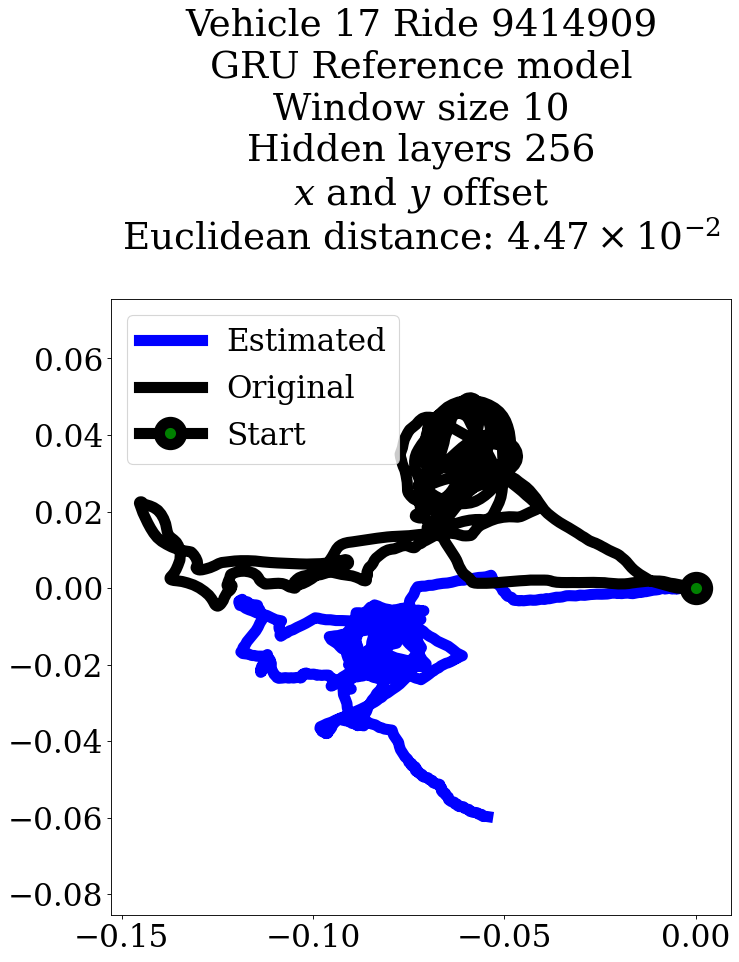 Vehicle 17 Ride 9414909
GRU Reference model
Window size 10
Hidden layers 256
x and y offset
Euclidean distance: 4.47 × 10⁻²
Estimated
Original
Start
0.06
0.04
0.02
0.00
−0.02
−0.04
−0.06
−0.08
−0.15 −0.10 −0.05 0.00